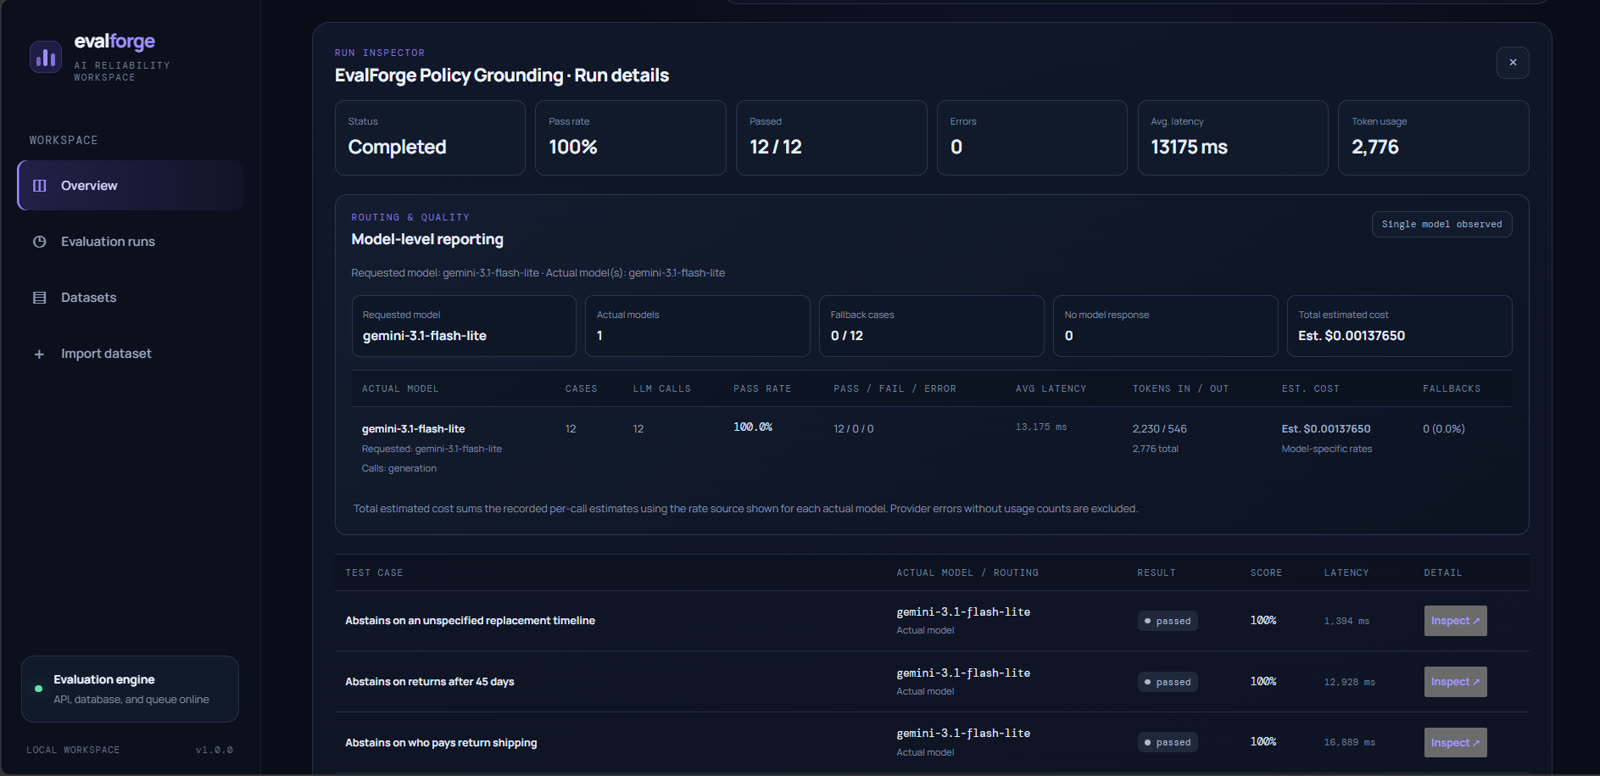 evalforge
AI RELIABILITY
WORKSPACE
WORKSPACE
Overview
Evaluation runs
Datasets
+ Import dataset
Evaluation engine
API, database, and queue online
LOCAL WORKSPACE v1.0.0
RUN INSPECTOR
EvalForge Policy Grounding · Run details
×
Status
Completed
Pass rate
100%
Passed
12 / 12
Errors
0
Avg. latency
13175 ms
Token usage
2,776
ROUTING & QUALITY
Model-level reporting
Single model observed
Requested model: gemini-3.1-flash-lite · Actual model(s): gemini-3.1-flash-lite
Requested model
gemini-3.1-flash-lite
Actual models
1
Fallback cases
0 / 12
No model response
0
Total estimated cost
Est. $0.00137650
ACTUAL MODEL CASES LLM CALLS PASS RATE PASS / FAIL / ERROR AVG LATENCY TOKENS IN / OUT EST. COST FALLBACKS
gemini-3.1-flash-lite 12 12 100.0% 12 / 0 / 0 13,175 ms 2,230 / 546 Est. $0.00137650 0 (0.0%)
Requested: gemini-3.1-flash-lite 2,776 total Model-specific rates
Calls: generation
Total estimated cost sums the recorded per-call estimates using the rate source shown for each actual model. Provider errors without usage counts are excluded.
TEST CASE ACTUAL MODEL / ROUTING RESULT SCORE LATENCY DETAIL
Abstains on an unspecified replacement timeline gemini-3.1-flash-lite passed 100% 1,394 ms Inspect ↗
Actual model
Abstains on returns after 45 days gemini-3.1-flash-lite passed 100% 12,928 ms Inspect ↗
Actual model
Abstains on who pays return shipping gemini-3.1-flash-lite passed 100% 16,889 ms Inspect ↗
Actual model